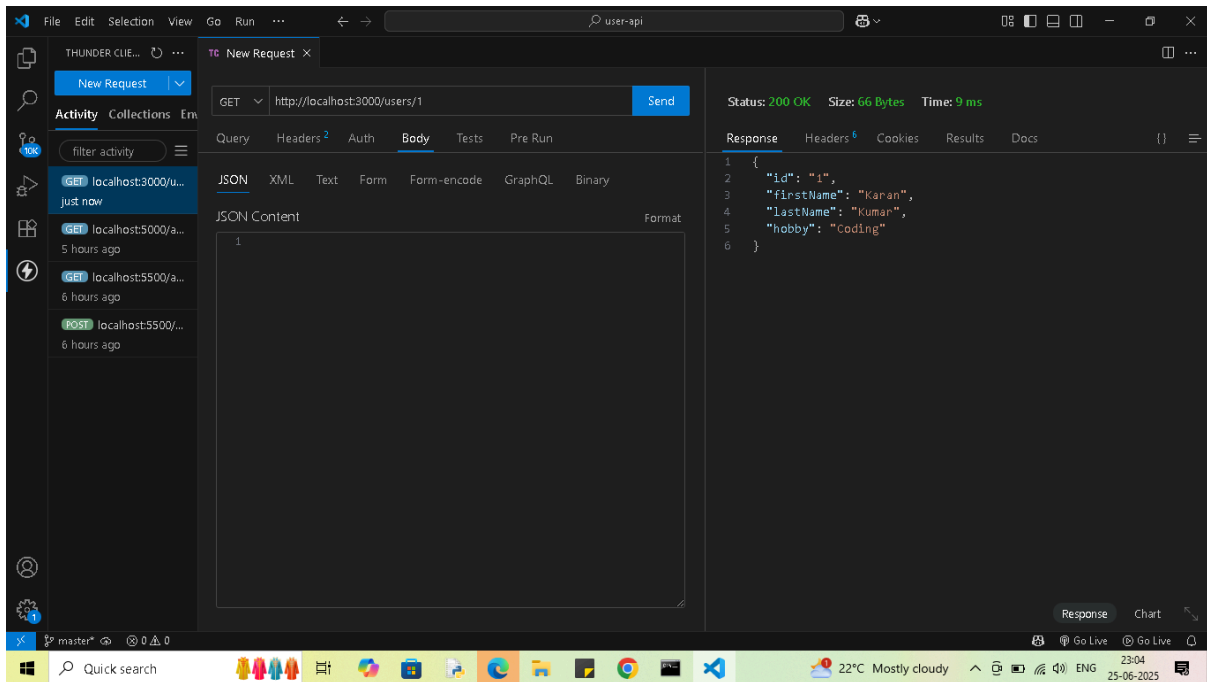 File Edit Selection View Go Run ··· user-api
THUNDER CLIE... ···
New Request
Activity Collections En
filter activity
10K
GET localhost:3000/u...
just now
GET localhost:5000/a...
5 hours ago
GET localhost:5500/a...
6 hours ago
POST localhost:5500/...
6 hours ago
1
TC New Request ×
GET http://localhost:3000/users/1 Send
Query Headers 2 Auth Body Tests Pre Run
JSON XML Text Form Form-encode GraphQL Binary
JSON Content Format
1
Status: 200 OK Size: 66 Bytes Time: 9 ms
Response Headers 6 Cookies Results Docs {}
1 {
2 "id": "1",
3 "firstName": "Karan",
4 "lastName": "Kumar",
5 "hobby": "Coding"
6 }
Response Chart
master* 0 0 Go Live Go Live
Quick search 22°C Mostly cloudy ENG 23:04
25-06-2025